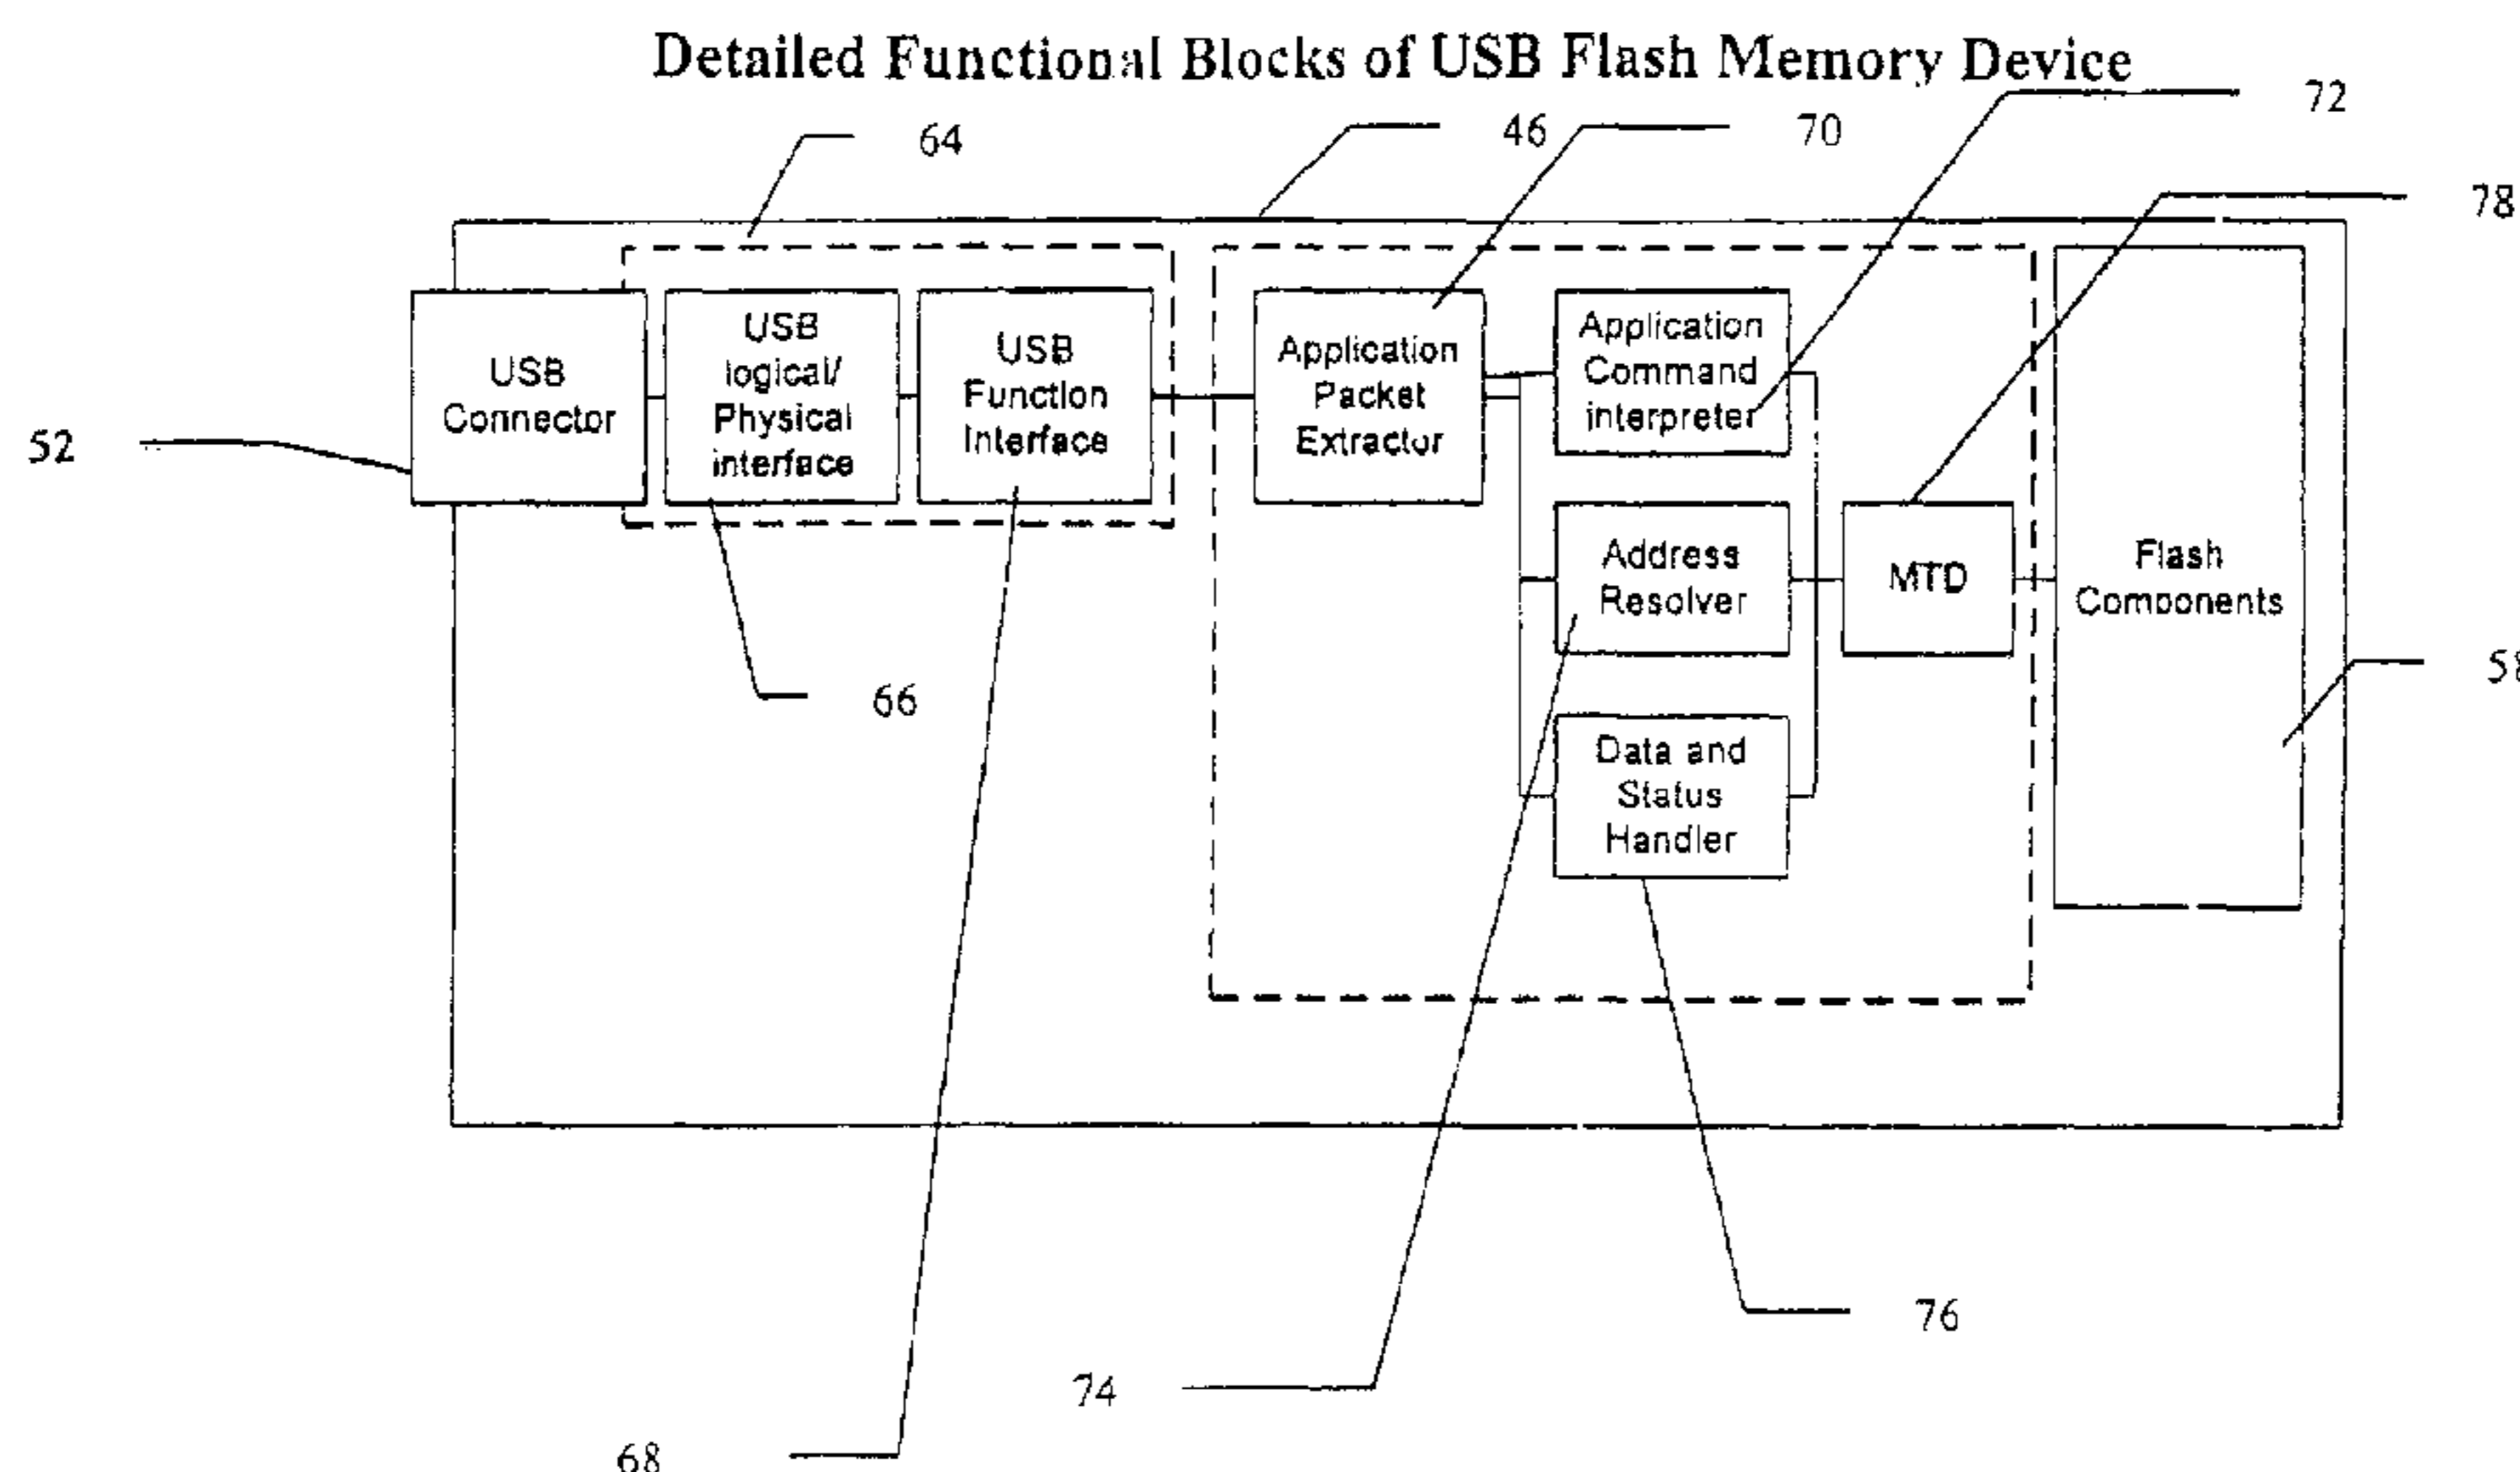 Detailed Functional Blocks of USB Flash Memory Device
72
64
46
70
78
USB
Connector
USB
logical/
Physical
interface
USB
Function
Interface
Application
Packet
Extractor
Application
Command
interpreter
52
Address
Resolver
MTD
Flash
Components
58
66
Data and
Status
Handler
76
74
68